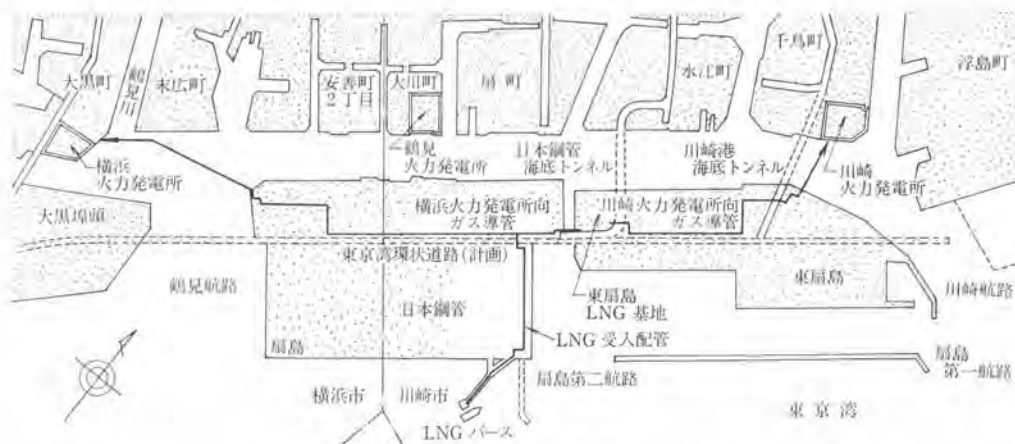 千鳥町
大黒町
鶴見川
末広町
安善町
2丁目
大川町
扇町
水江町
浮島町
横浜
火力発電所
鶴見
火力発電所
日本鋼管
海底トンネル
川崎港
海底トンネル
川崎
火力発電所
大黒埠頭
横浜火力発電所向
ガス導管
川崎火力発電所向
ガス導管
東京湾環状道路(計画)
鶴見航路
東扇島
川崎航路
日本鋼管
東扇島
LNG 基地
LNG 受入配管
扇島
扇島第二航路
扇島
第一航路
横浜市
川崎市
東京湾
LNG バース